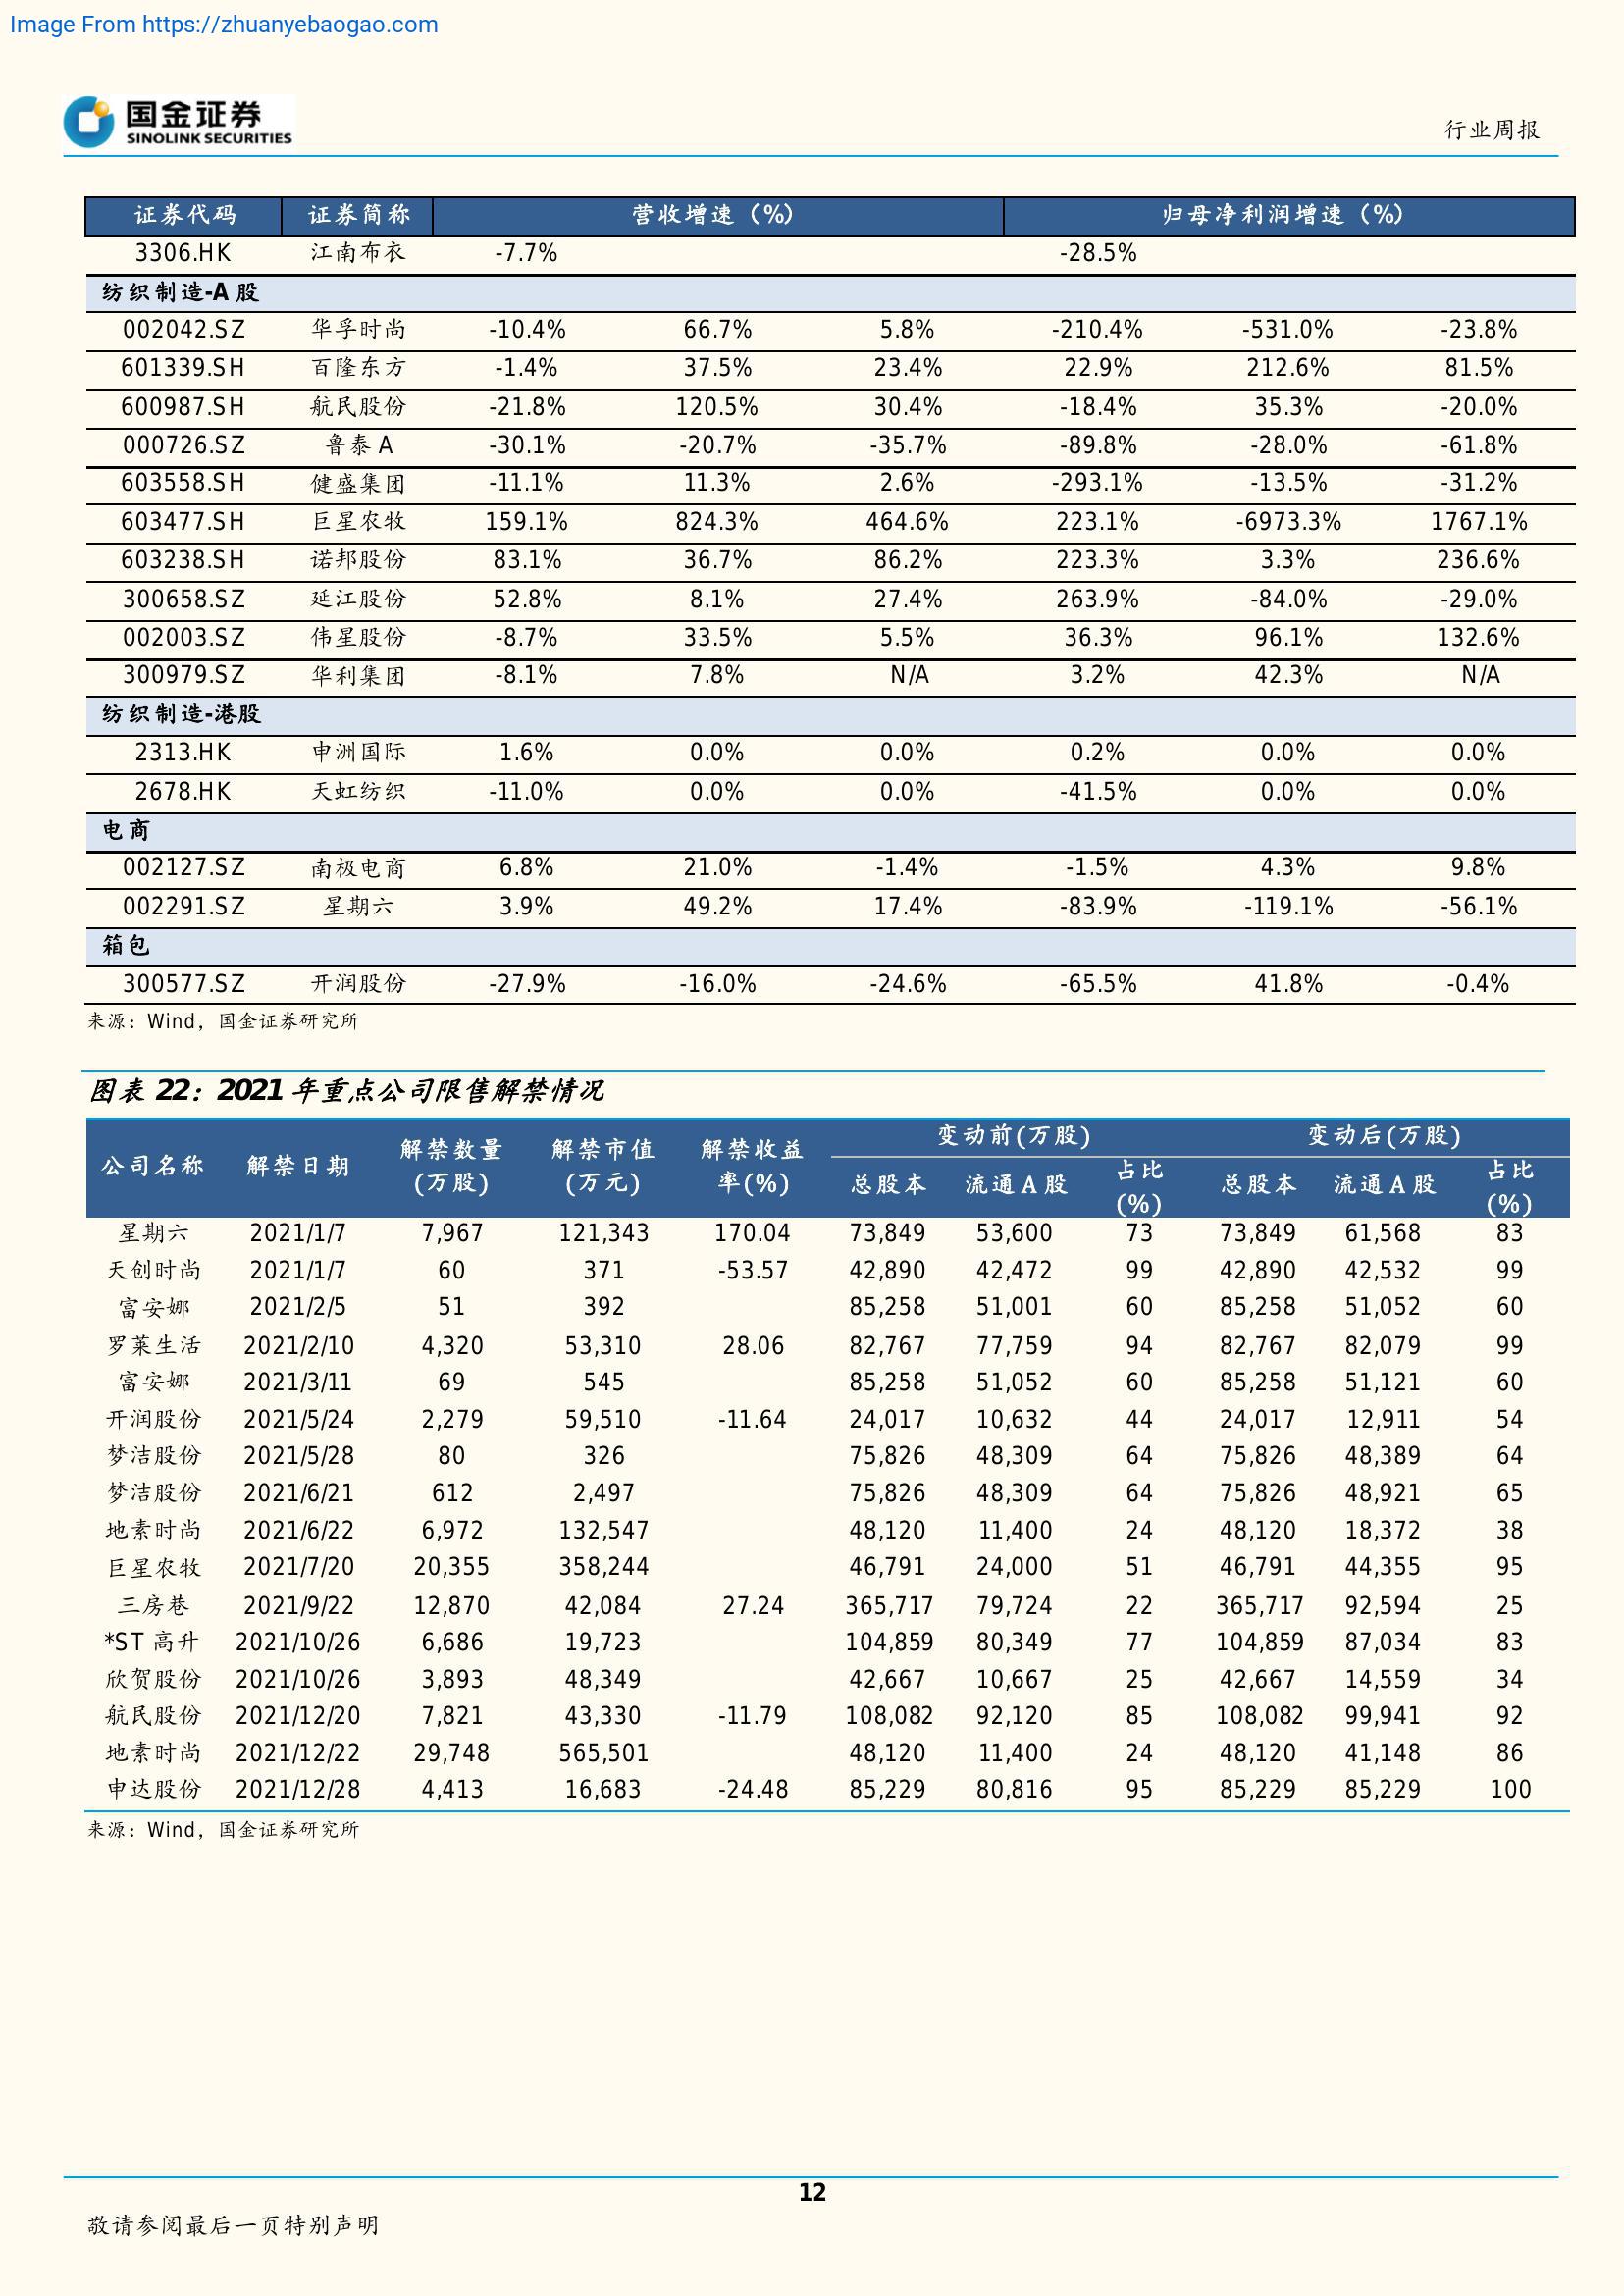 Image From https://zhuanyebaogao.com
国金证券
SINOLINK SECURITIES
行业周报
证券代码 证券简称 营收增速（%） 归母净利润增速（%）
3306.HK 江南布衣 -7.7% -28.5%
纺织制造-A 股
002042.SZ 华孚时尚 -10.4% 66.7% 5.8% -210.4% -531.0% -23.8%
601339.SH 百隆东方 -1.4% 37.5% 23.4% 22.9% 212.6% 81.5%
600987.SH 航民股份 -21.8% 120.5% 30.4% -18.4% 35.3% -20.0%
000726.SZ 鲁泰 A -30.1% -20.7% -35.7% -89.8% -28.0% -61.8%
603558.SH 健盛集团 -11.1% 11.3% 2.6% -293.1% -13.5% -31.2%
603477.SH 巨星农牧 159.1% 824.3% 464.6% 223.1% -6973.3% 1767.1%
603238.SH 诺邦股份 83.1% 36.7% 86.2% 223.3% 3.3% 236.6%
300658.SZ 延江股份 52.8% 8.1% 27.4% 263.9% -84.0% -29.0%
002003.SZ 伟星股份 -8.7% 33.5% 5.5% 36.3% 96.1% 132.6%
300979.SZ 华利集团 -8.1% 7.8% N/A 3.2% 42.3% N/A
纺织制造-港股
2313.HK 申洲国际 1.6% 0.0% 0.0% 0.2% 0.0% 0.0%
2678.HK 天虹纺织 -11.0% 0.0% 0.0% -41.5% 0.0% 0.0%
电商
002127.SZ 南极电商 6.8% 21.0% -1.4% -1.5% 4.3% 9.8%
002291.SZ 星期六 3.9% 49.2% 17.4% -83.9% -119.1% -56.1%
箱包
300577.SZ 开润股份 -27.9% -16.0% -24.6% -65.5% 41.8% -0.4%
来源：Wind，国金证券研究所
图表 22：2021 年重点公司限售解禁情况
公司名称 解禁日期 解禁数量(万股) 解禁市值(万元) 解禁收益率(%) 变动前(万股) 变动后(万股)
总股本 流通A股 占比(%) 总股本 流通A股 占比(%)
星期六 2021/1/7 7,967 121,343 170.04 73,849 53,600 73 73,849 61,568 83
天创时尚 2021/1/7 60 371 -53.57 42,890 42,472 99 42,890 42,532 99
富安娜 2021/2/5 51 392 85,258 51,001 60 85,258 51,052 60
罗莱生活 2021/2/10 4,320 53,310 28.06 82,767 77,759 94 82,767 82,079 99
富安娜 2021/3/11 69 545 85,258 51,052 60 85,258 51,121 60
开润股份 2021/5/24 2,279 59,510 -11.64 24,017 10,632 44 24,017 12,911 54
梦洁股份 2021/5/28 80 326 75,826 48,309 64 75,826 48,389 64
梦洁股份 2021/6/21 612 2,497 75,826 48,309 64 75,826 48,921 65
地素时尚 2021/6/22 6,972 132,547 48,120 11,400 24 48,120 18,372 38
巨星农牧 2021/7/20 20,355 358,244 46,791 24,000 51 46,791 44,355 95
三房巷 2021/9/22 12,870 42,084 27.24 365,717 79,724 22 365,717 92,594 25
*ST 高升 2021/10/26 6,686 19,723 104,859 80,349 77 104,859 87,034 83
欣贺股份 2021/10/26 3,893 48,349 42,667 10,667 25 42,667 14,559 34
航民股份 2021/12/20 7,821 43,330 -11.79 108,082 92,120 85 108,082 99,941 92
地素时尚 2021/12/22 29,748 565,501 48,120 11,400 24 48,120 41,148 86
申达股份 2021/12/28 4,413 16,683 -24.48 85,229 80,816 95 85,229 85,229 100
来源：Wind，国金证券研究所
12
敬请参阅最后一页特别声明